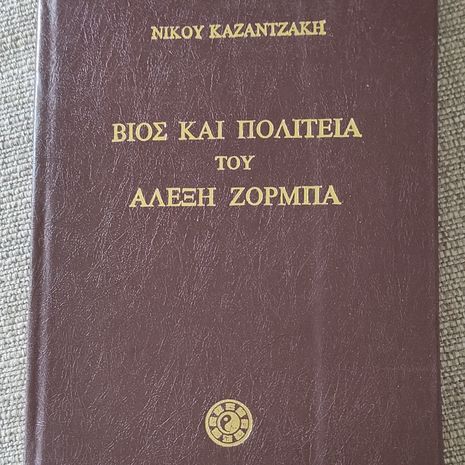 ΝΙΚΟΥ ΚΑΖΑΝΤΖΑΚΗ
ΒΙΟΣ ΚΑΙ ΠΟΛΙΤΕΙΑ
ΤΟΥ
ΑΛΕΞΗ ΖΟΡΜΠΑ